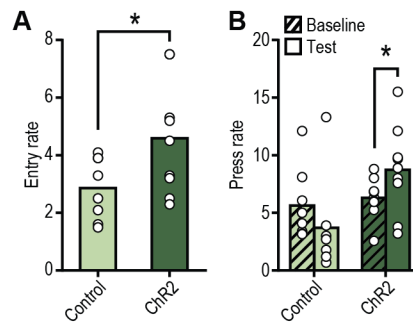 A
*
8
6
4
2
0
Entry rate
Control
ChR2
B
Baseline
Test
*
20
15
10
5
0
Press rate
Control
ChR2